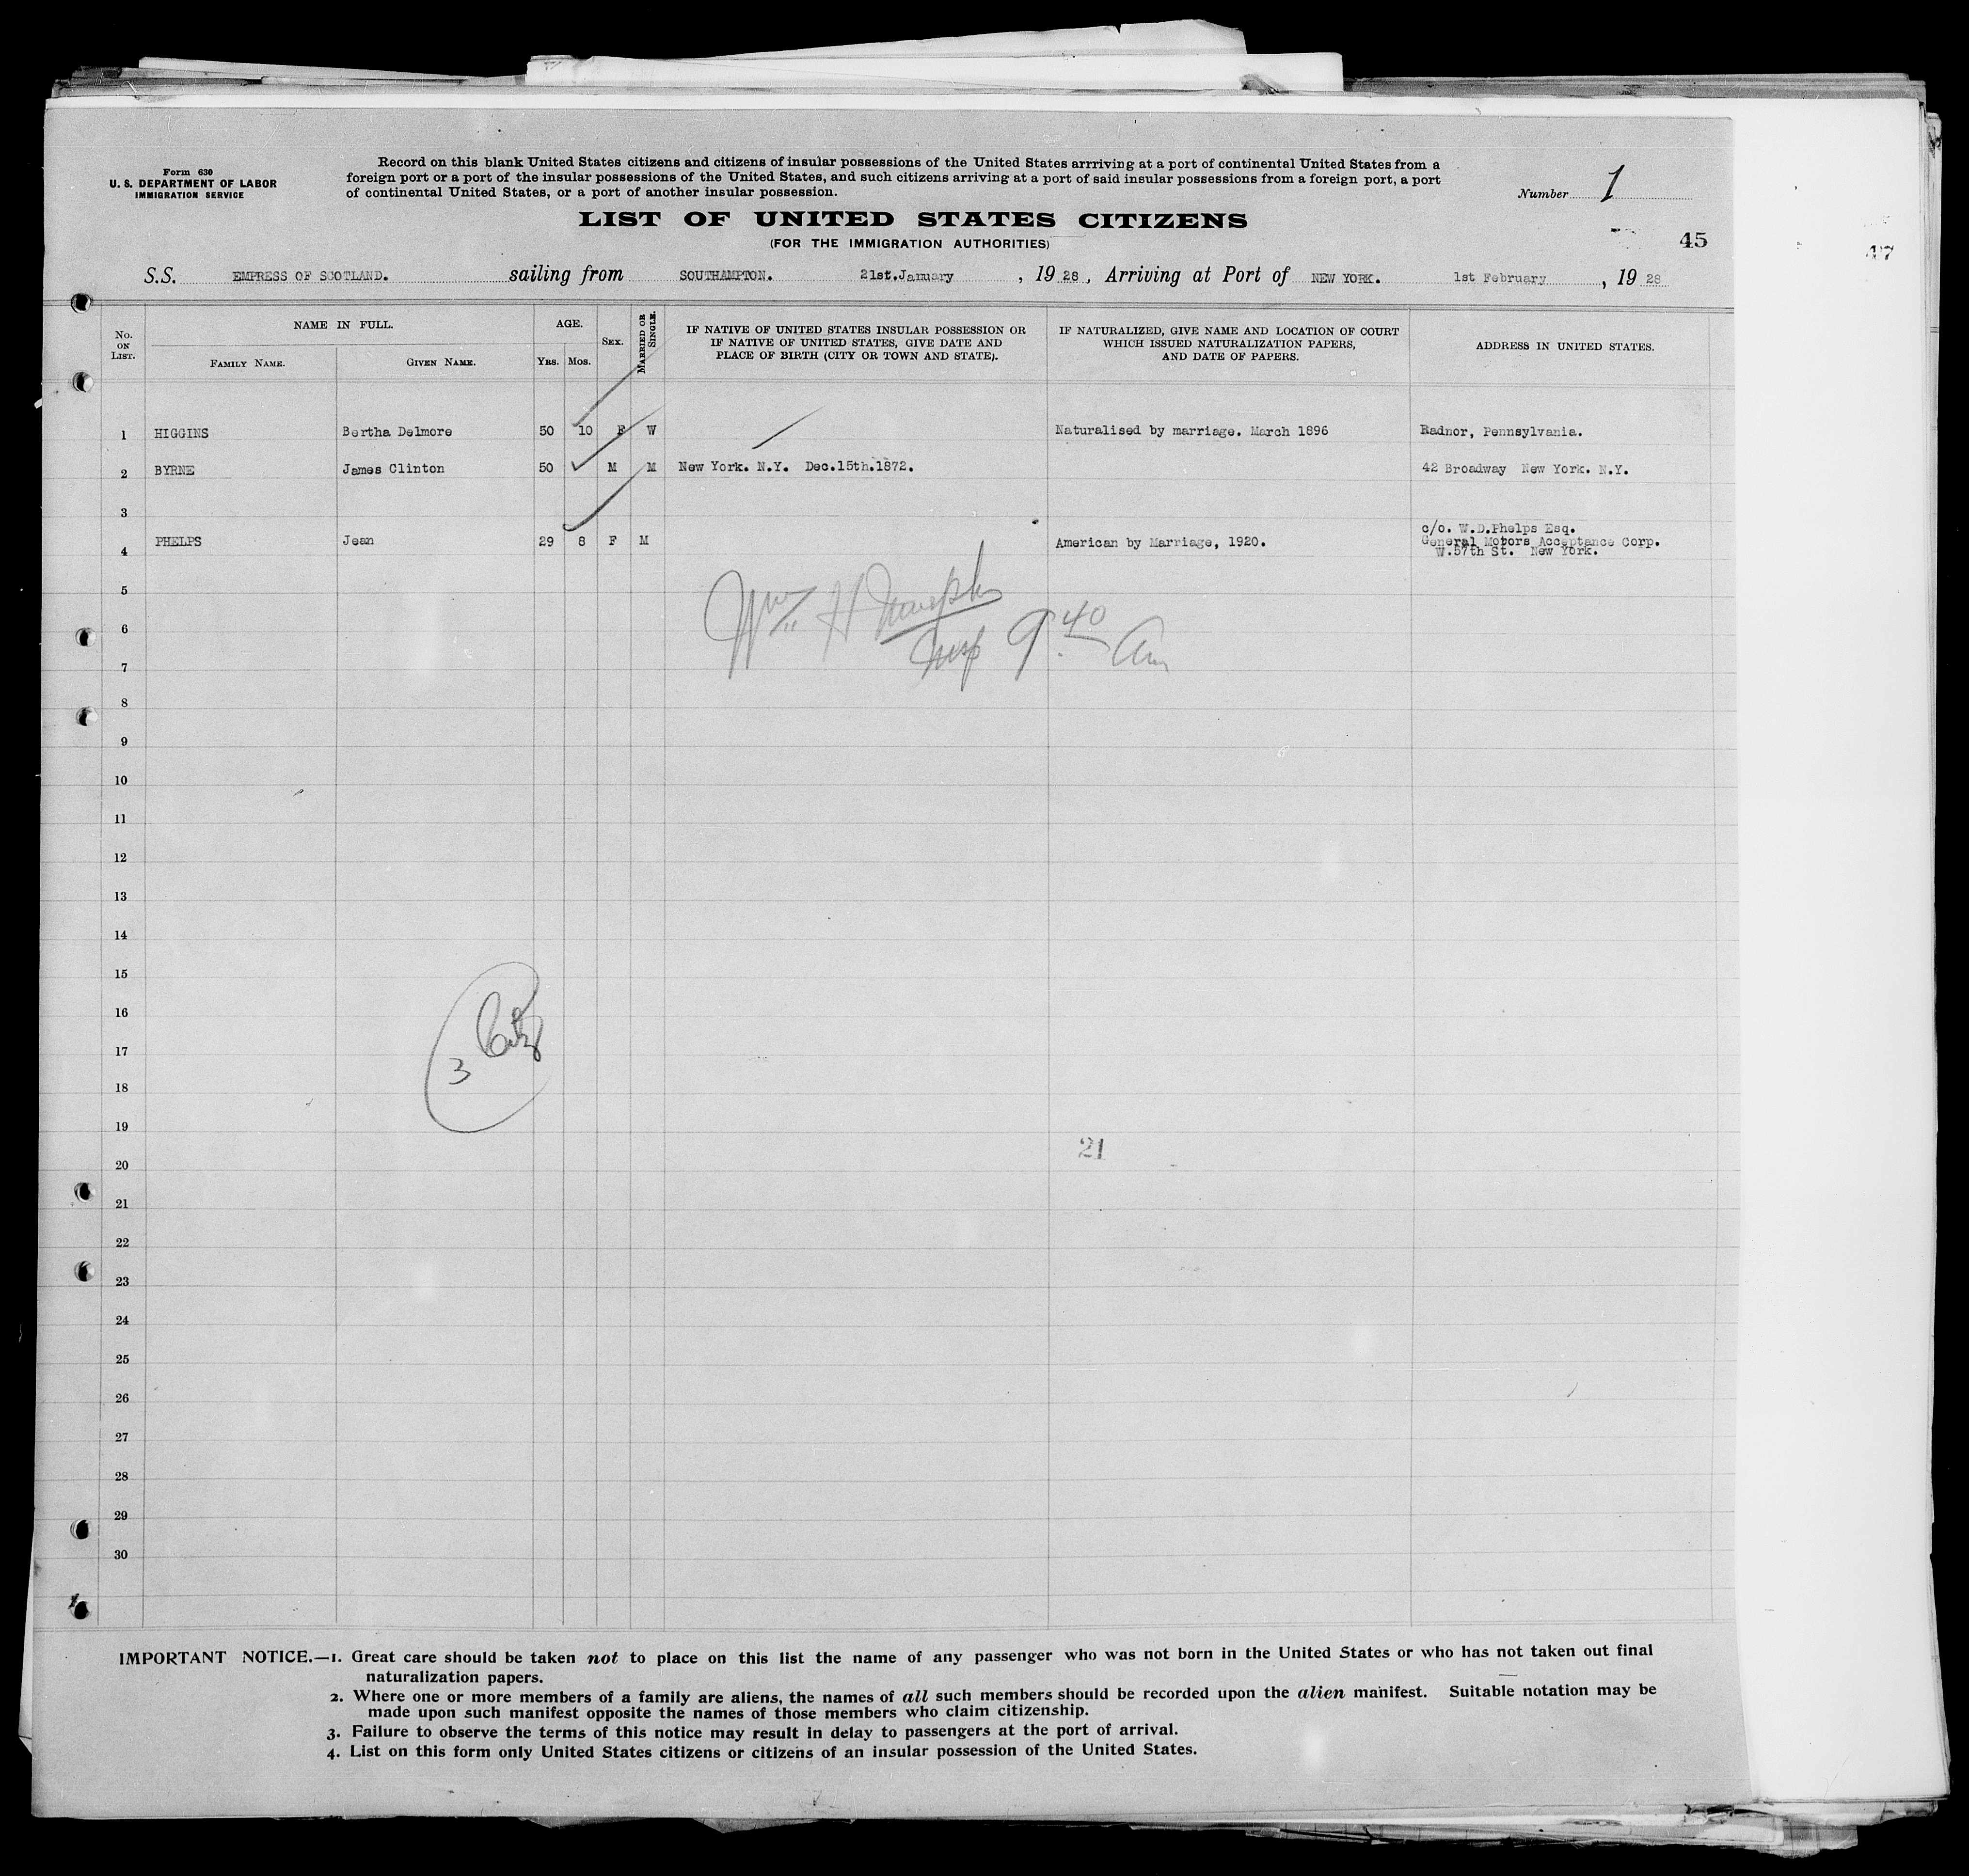 Form 630
U. S. DEPARTMENT OF LABOR
IMMIGRATION SERVICE
Record on this blank United States citizens and citizens of insular possessions of the United States arrriving at a port of continental United States from a
foreign port or a port of the insular possessions of the United States, and such citizens arriving at a port of said insular possessions from a foreign port, a port
of continental United States, or a port of another insular possession.
Number 1
LIST OF UNITED STATES CITIZENS
(FOR THE IMMIGRATION AUTHORITIES)
45
47
S.S. EMPRESS OF SCOTLAND. sailing from SOUTHAMPTON. 21st.January , 19 28 , Arriving at Port of NEW YORK. 1st February , 19 28
No. ON LIST.
NAME IN FULL.
FAMILY NAME.
GIVEN NAME.
AGE.
YRS.
MOS.
SEX.
MARRIED OR SINGLE.
IF NATIVE OF UNITED STATES INSULAR POSSESSION OR
IF NATIVE OF UNITED STATES, GIVE DATE AND
PLACE OF BIRTH (CITY OR TOWN AND STATE).
IF NATURALIZED, GIVE NAME AND LOCATION OF COURT
WHICH ISSUED NATURALIZATION PAPERS,
AND DATE OF PAPERS.
ADDRESS IN UNITED STATES.
1 HIGGINS Bertha Delmore 50 10 F W Naturalised by marriage. March 1896 Radnor, Pennsylvania.
2 BYRNE James Clinton 50 M M New York. N.Y. Dec.15th.1872. 42 Broadway New York. N.Y.
3
4 PHELPS Jean 29 8 F M American by Marriage, 1920. c/o. W.D.Phelps Esq.
General Motors Acceptance Corp.
W.57th St. New York.
5
Wm H Murphy
6
Insp 9.40 Am
7
8
9
10
11
12
13
14
15
16
3 Citz
17
18
19
21
20
21
22
23
24
25
26
27
28
29
30
IMPORTANT NOTICE.—1. Great care should be taken not to place on this list the name of any passenger who was not born in the United States or who has not taken out final
naturalization papers.
2. Where one or more members of a family are aliens, the names of all such members should be recorded upon the alien manifest. Suitable notation may be
made upon such manifest opposite the names of those members who claim citizenship.
3. Failure to observe the terms of this notice may result in delay to passengers at the port of arrival.
4. List on this form only United States citizens or citizens of an insular possession of the United States.